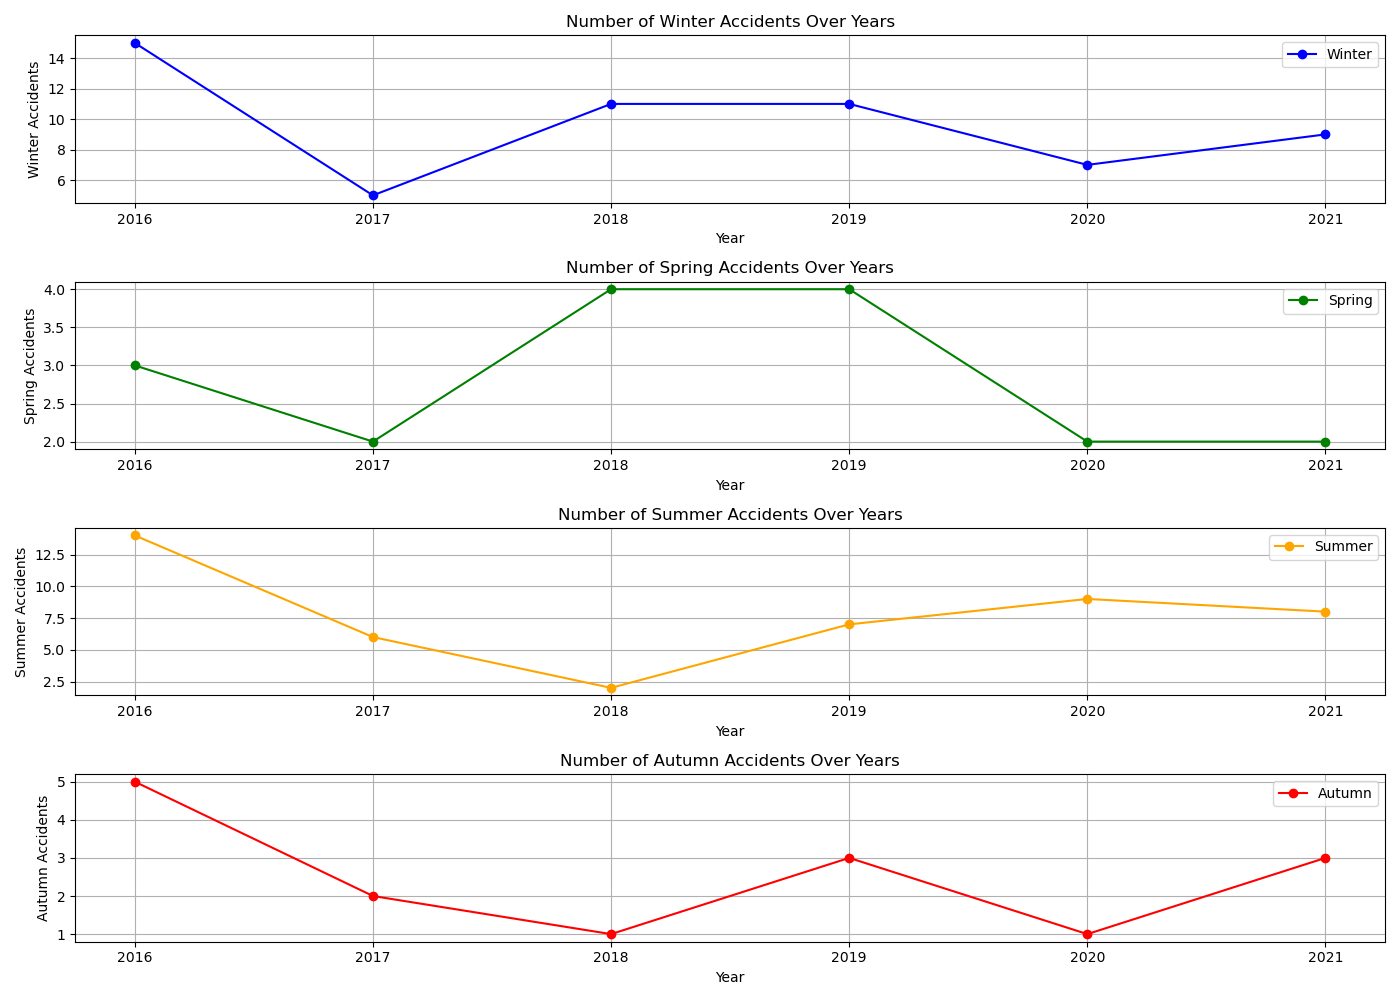 Number of Winter Accidents Over Years
Winter Accidents
14
12
10
8
6
Winter
2016 2017 2018 2019 2020 2021
Year
Number of Spring Accidents Over Years
Spring Accidents
4.0
3.5
3.0
2.5
2.0
Spring
2016 2017 2018 2019 2020 2021
Year
Number of Summer Accidents Over Years
Summer Accidents
12.5
10.0
7.5
5.0
2.5
Summer
2016 2017 2018 2019 2020 2021
Year
Number of Autumn Accidents Over Years
Autumn Accidents
5
4
3
2
1
Autumn
2016 2017 2018 2019 2020 2021
Year